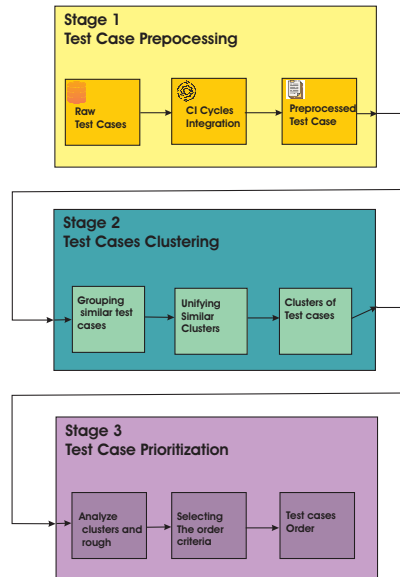 Stage 1
Test Case Prepocessing
Raw
Test Cases
CI Cycles
Integration
Preprocessed
Test Case
Stage 2
Test Cases Clustering
Grouping
similar test
cases
Unifying
Similar
Clusters
Clusters of
Test cases
Stage 3
Test Case Prioritization
Analyze
clusters and
rough
Selecting
The order
criteria
Test cases
Order